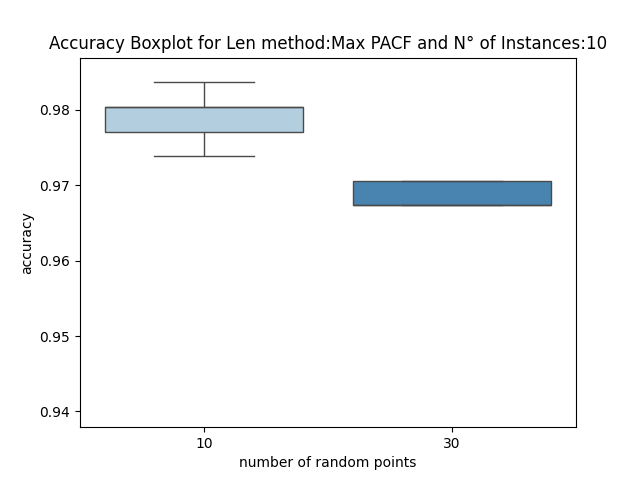 Accuracy Boxplot for Len method:Max PACF and N° of Instances:10
0.98
0.97
0.96
0.95
0.94
accuracy
10 30
number of random points